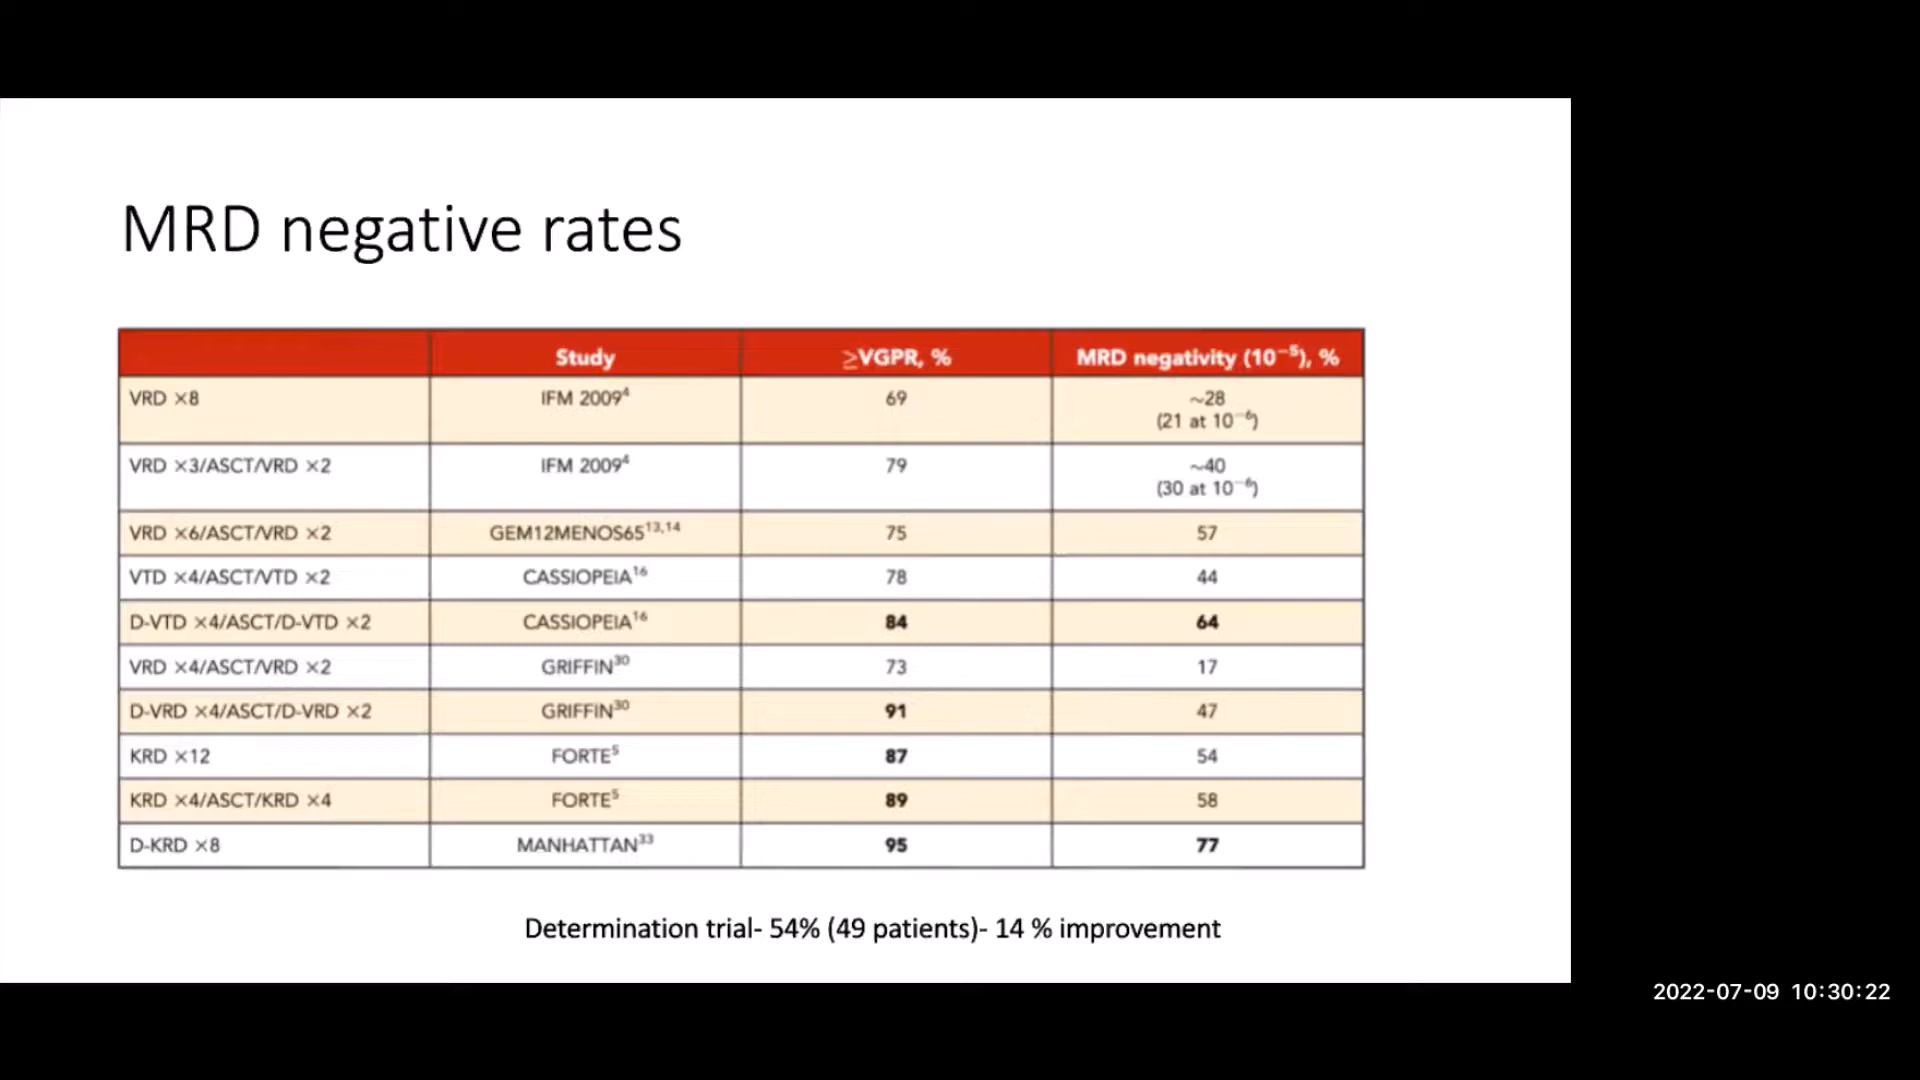 MRD negative rates
Study ≥VGPR, % MRD negativity (10⁻⁵), %
VRD ×8 IFM 2009⁴ 69 ~28
(21 at 10⁻⁶)
VRD ×3/ASCT/VRD ×2 IFM 2009⁴ 79 ~40
(30 at 10⁻⁶)
VRD ×6/ASCT/VRD ×2 GEM12MENOS65¹³,¹⁴ 75 57
VTD ×4/ASCT/VTD ×2 CASSIOPEIA¹⁶ 78 44
D-VTD ×4/ASCT/D-VTD ×2 CASSIOPEIA¹⁶ 84 64
VRD ×4/ASCT/VRD ×2 GRIFFIN³⁰ 73 17
D-VRD ×4/ASCT/D-VRD ×2 GRIFFIN³⁰ 91 47
KRD ×12 FORTE⁵ 87 54
KRD ×4/ASCT/KRD ×4 FORTE⁵ 89 58
D-KRD ×8 MANHATTAN³³ 95 77
Determination trial- 54% (49 patients)- 14 % improvement
2022-07-09 10:30:22